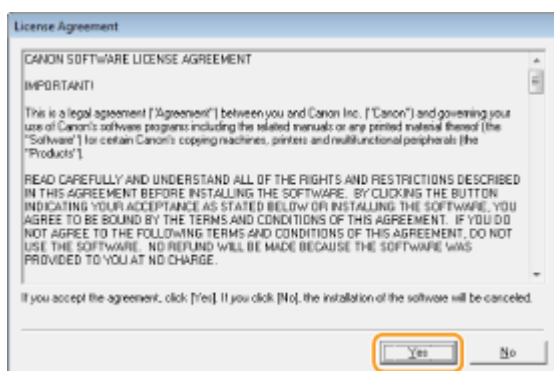 License Agreement
CANON SOFTWARE LICENSE AGREEMENT
IMPORTANT!
This is a legal agreement ("Agreement") between you and Canon Inc. ("Canon") and governing your
use of Canon's software programs including the related manuals or any printed material thereof (the
"Software") for certain Canon's copying machines, printers and multifunctional peripherals (the
"Products").
READ CAREFULLY AND UNDERSTAND ALL OF THE RIGHTS AND RESTRICTIONS DESCRIBED
IN THIS AGREEMENT BEFORE INSTALLING THE SOFTWARE. BY CLICKING THE BUTTON
INDICATING YOUR ACCEPTANCE AS STATED BELOW OR INSTALLING THE SOFTWARE, YOU
AGREE TO BE BOUND BY THE TERMS AND CONDITIONS OF THIS AGREEMENT. IF YOU DO
NOT AGREE TO THE FOLLOWING TERMS AND CONDITIONS OF THIS AGREEMENT, DO NOT
USE THE SOFTWARE. NO REFUND WILL BE MADE BECAUSE THE SOFTWARE WAS
PROVIDED TO YOU AT NO CHARGE.
If you accept the agreement, click [Yes]. If you click [No], the installation of the software will be canceled.
Yes
No